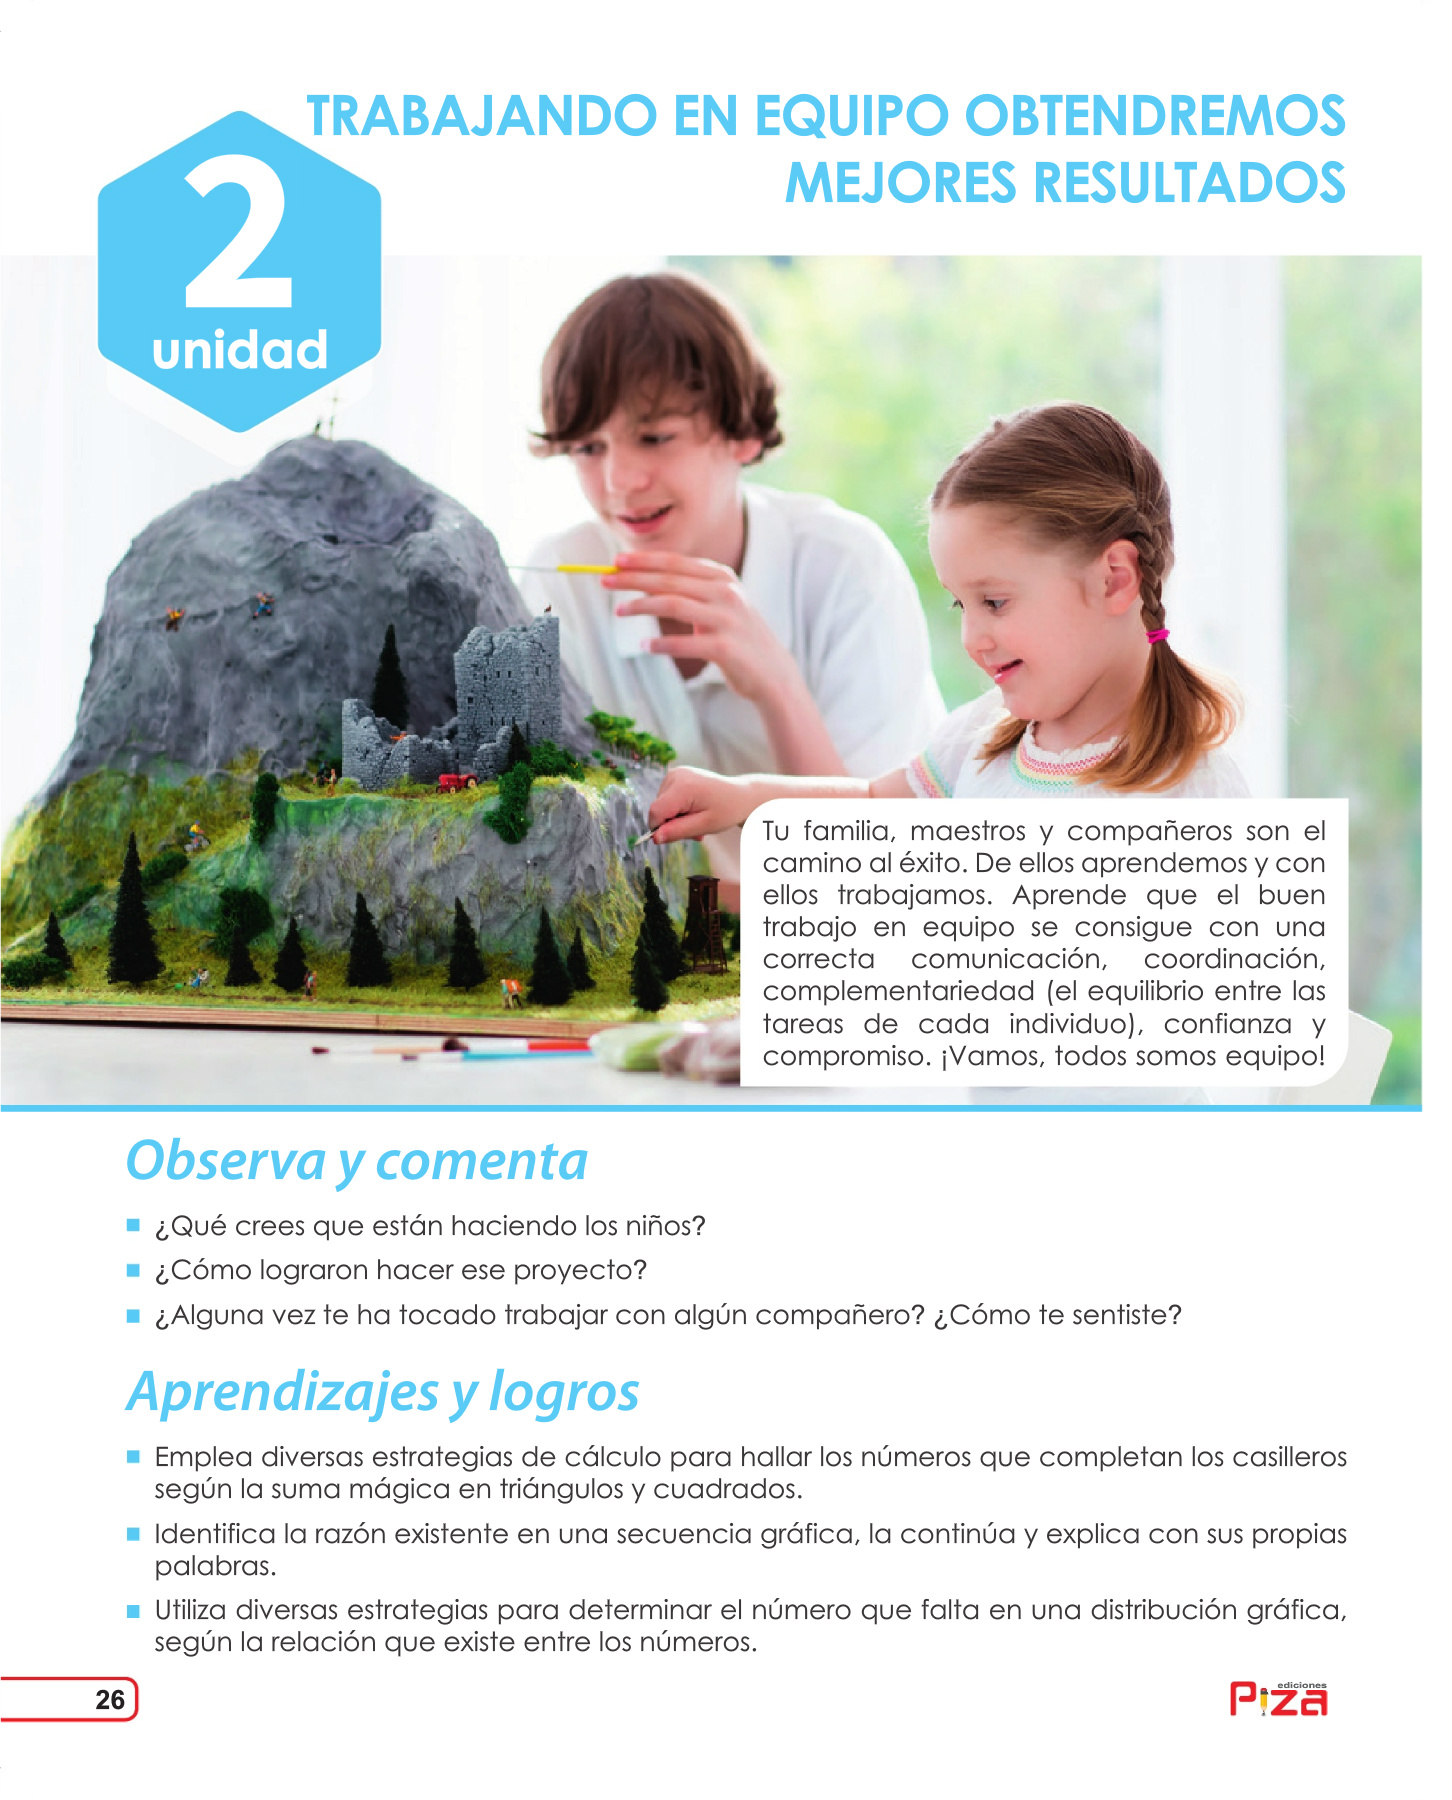 TRABAJANDO EN EQUIPO OBTENDREMOS
MEJORES RESULTADOS
2
unidad
Tu familia, maestros y compañeros son el
camino al éxito. De ellos aprendemos y con
ellos trabajamos. Aprende que el buen
trabajo en equipo se consigue con una
correcta comunicación, coordinación,
complementariedad (el equilibrio entre las
tareas de cada individuo), confianza y
compromiso. ¡Vamos, todos somos equipo!
Observa y comenta
¿Qué crees que están haciendo los niños?
¿Cómo lograron hacer ese proyecto?
¿Alguna vez te ha tocado trabajar con algún compañero? ¿Cómo te sentiste?
Aprendizajes y logros
Emplea diversas estrategias de cálculo para hallar los números que completan los casilleros
según la suma mágica en triángulos y cuadrados.
Identifica la razón existente en una secuencia gráfica, la continúa y explica con sus propias
palabras.
Utiliza diversas estrategias para determinar el número que falta en una distribución gráfica,
según la relación que existe entre los números.
26
ediciones
Piza